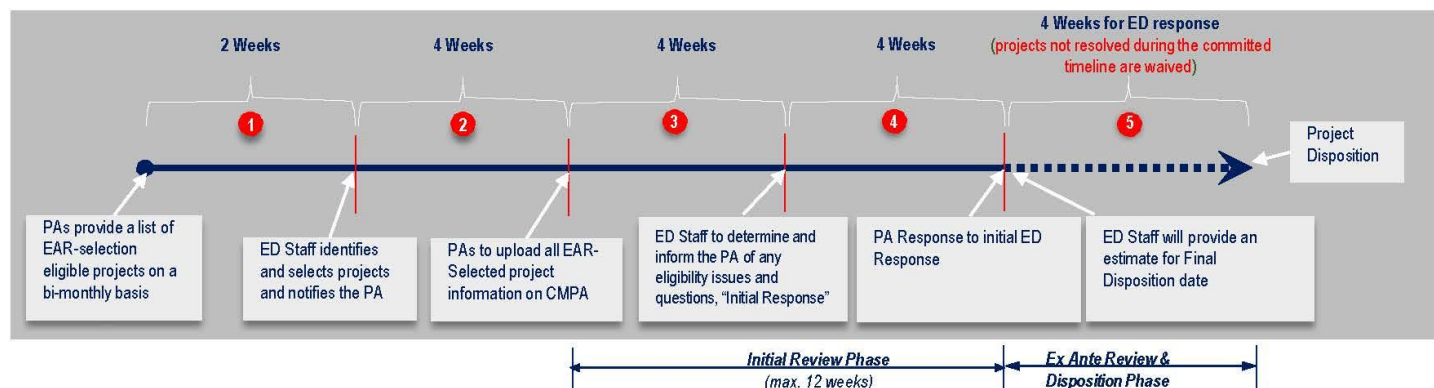 2 Weeks
4 Weeks
4 Weeks
4 Weeks
4 Weeks for ED response
(projects not resolved during the committed
timeline are waived)
1
2
3
4
5
Project
Disposition
PAs provide a list of
EAR-selection
eligible projects on a
bi-monthly basis
ED Staff identifies
and selects projects
and notifies the PA
PAs to upload all EAR-
Selected project
information on CMPA
ED Staff to determine and
inform the PA of any
eligibility issues and
questions, “Initial Response”
PA Response to initial ED
Response
ED Staff will provide an
estimate for Final
Disposition date
Initial Review Phase
(max. 12 weeks)
Ex Ante Review &
Disposition Phase